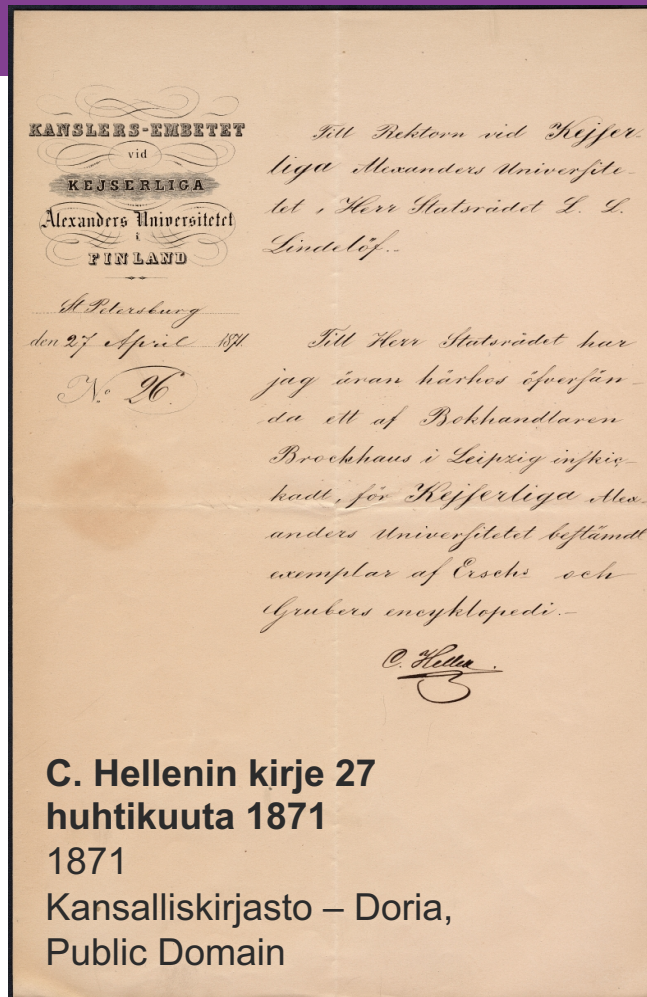 KANSLERS-EMBETET
vid
KEJSERLIGA
Alexanders Universitetet
i
FINLAND
St Petersburg
den 27 April 1871.
No 26.
Till Rektorn vid Kejser-
liga Alexanders Universite-
tet, Herr Statsrådet L. L.
Lindelöf.-
Till Herr Statsrådet har
jag äran härhos öfversän-
da ett af Bokhandlaren
Brockhaus i Leipzig inskic-
kadt, för Kejserliga Alex-
anders Universitetet bestämdt
exemplar af Ersch: och
Grubers encyklopedi.-
C. Hellen.
C. Hellenin kirje 27
huhtikuuta 1871
1871
Kansalliskirjasto – Doria,
Public Domain